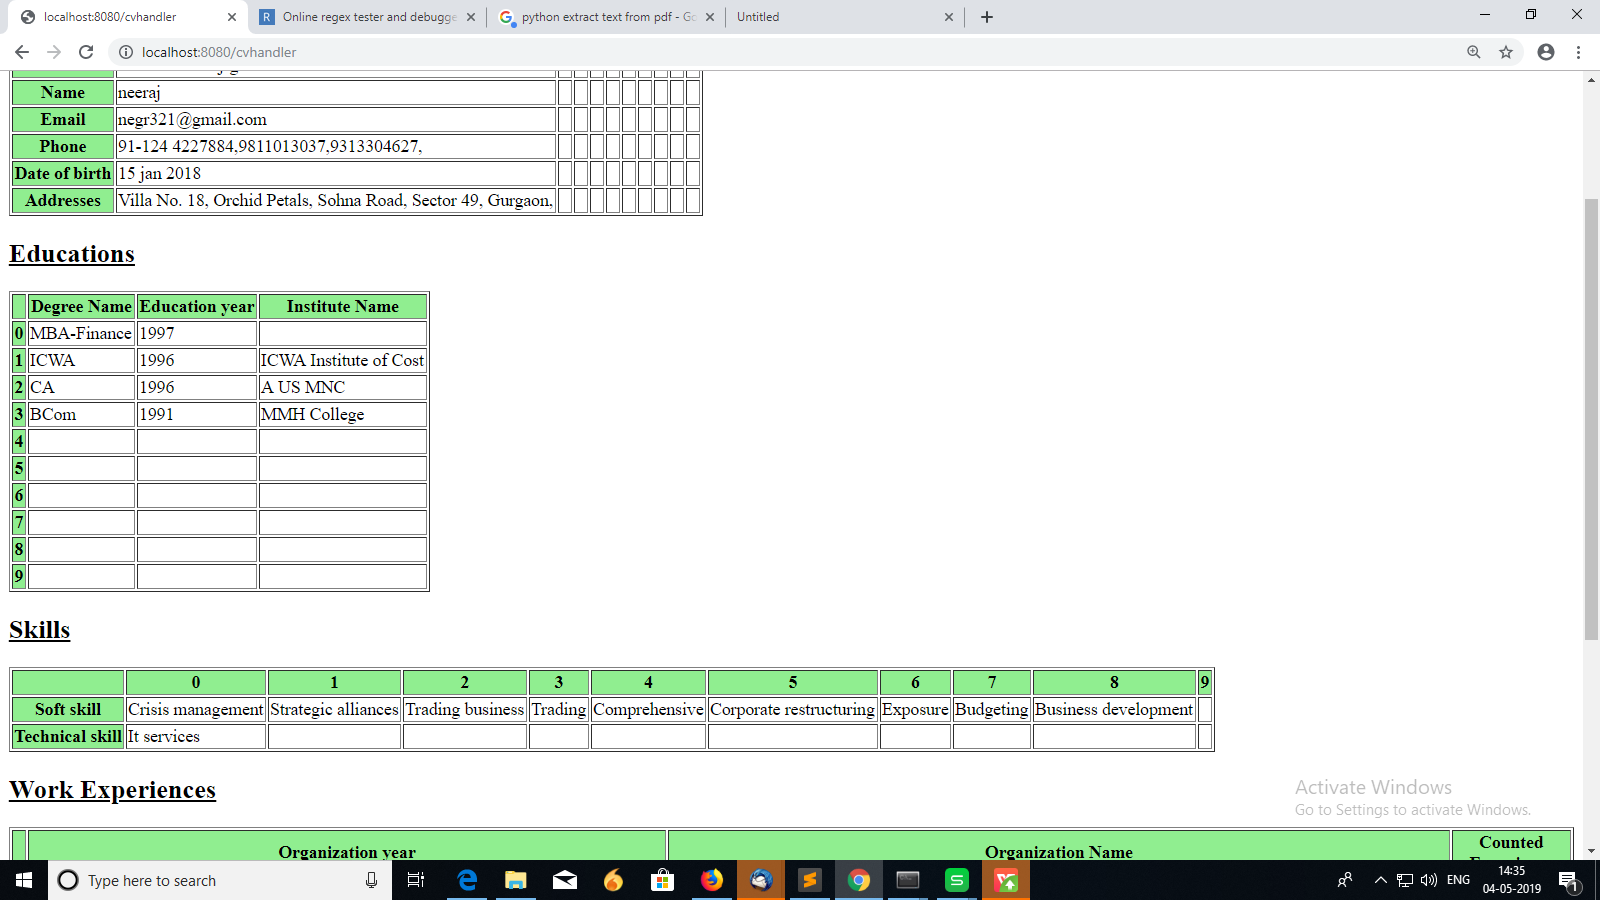 localhost:8080/cvhandler
Online regex tester and debugge
python extract text from pdf - Go
Untitled
localhost:8080/cvhandler
Name neeraj
Email negr321@gmail.com
Phone 91-124 4227884,9811013037,9313304627,
Date of birth 15 jan 2018
Addresses Villa No. 18, Orchid Petals, Sohna Road, Sector 49, Gurgaon,
Educations
Degree Name Education year Institute Name
0 MBA-Finance 1997
1 ICWA 1996 ICWA Institute of Cost
2 CA 1996 A US MNC
3 BCom 1991 MMH College
4
5
6
7
8
9
Skills
0 1 2 3 4 5 6 7 8 9
Soft skill Crisis management Strategic alliances Trading business Trading Comprehensive Corporate restructuring Exposure Budgeting Business development
Technical skill It services
Work Experiences
Activate Windows
Go to Settings to activate Windows.
Organization year Organization Name Counted
Type here to search
ENG
14:35
04-05-2019
1